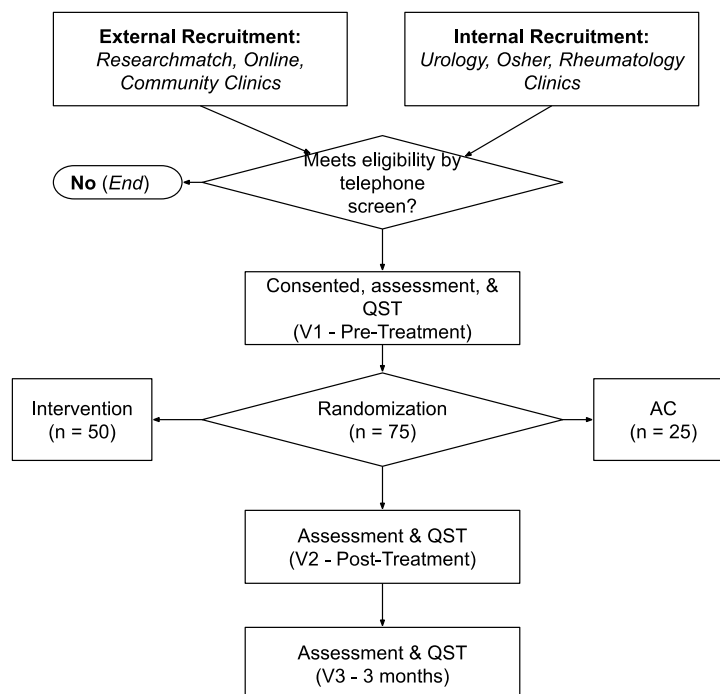 External Recruitment:
Researchmatch, Online,
Community Clinics
Internal Recruitment:
Urology, Osher, Rheumatology
Clinics
Meets eligibility by
telephone
screen?
No (End)
Consented, assessment, &
QST
(V1 - Pre-Treatment)
Intervention
(n = 50)
Randomization
(n = 75)
AC
(n = 25)
Assessment & QST
(V2 - Post-Treatment)
Assessment & QST
(V3 - 3 months)